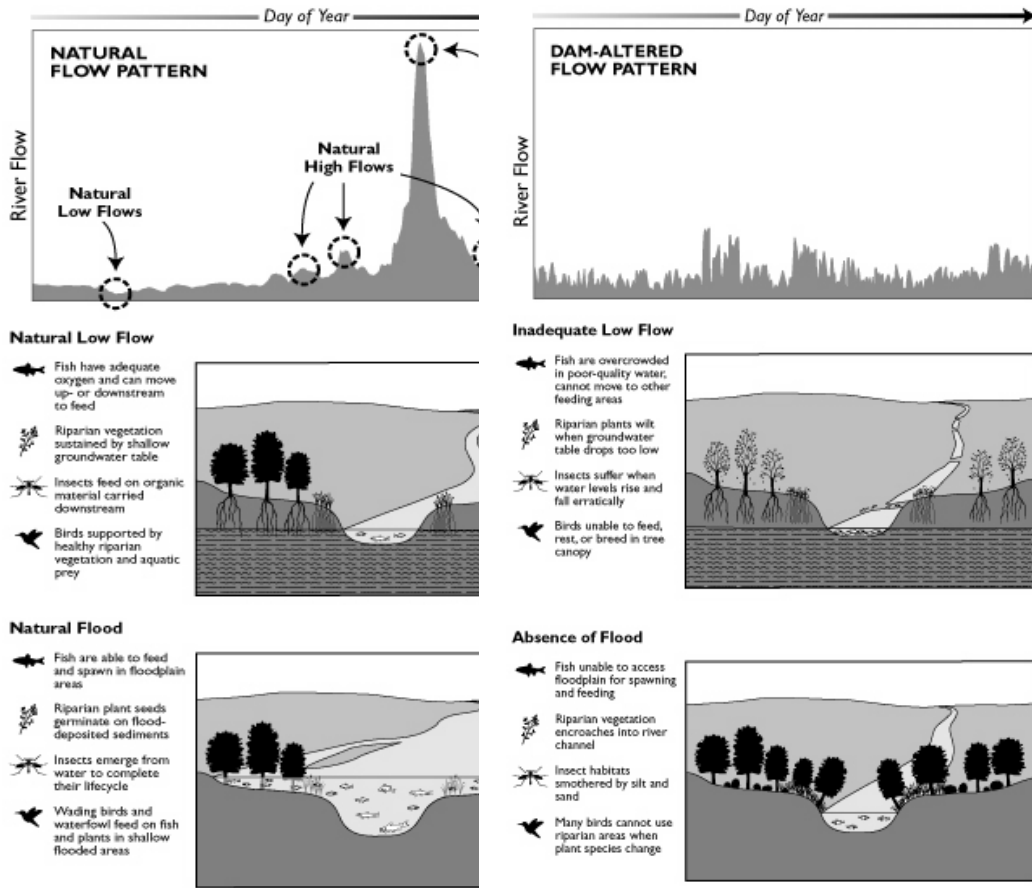 Day of Year
NATURAL
FLOW PATTERN
River Flow
Natural
Low Flows
Natural
High Flows
Natural Low Flow
Fish have adequate
oxygen and can move
up- or downstream
to feed
Riparian vegetation
sustained by shallow
groundwater table
Insects feed on organic
material carried
downstream
Birds supported by
healthy riparian
vegetation and aquatic
prey
Natural Flood
Fish are able to feed
and spawn in floodplain
areas
Riparian plant seeds
germinate on flood-
deposited sediments
Insects emerge from
water to complete
their lifecycle
Wading birds and
waterfowl feed on fish
and plants in shallow
flooded areas
Day of Year
DAM-ALTERED
FLOW PATTERN
River Flow
Inadequate Low Flow
Fish are overcrowded
in poor-quality water,
cannot move to other
feeding areas
Riparian plants wilt
when groundwater
table drops too low
Insects suffer when
water levels rise and
fall erratically
Birds unable to feed,
rest, or breed in tree
canopy
Absence of Flood
Fish unable to access
floodplain for spawning
and feeding
Riparian vegetation
encroaches into river
channel
Insect habitats
smothered by silt and
sand
Many birds cannot use
riparian areas when
plant species change